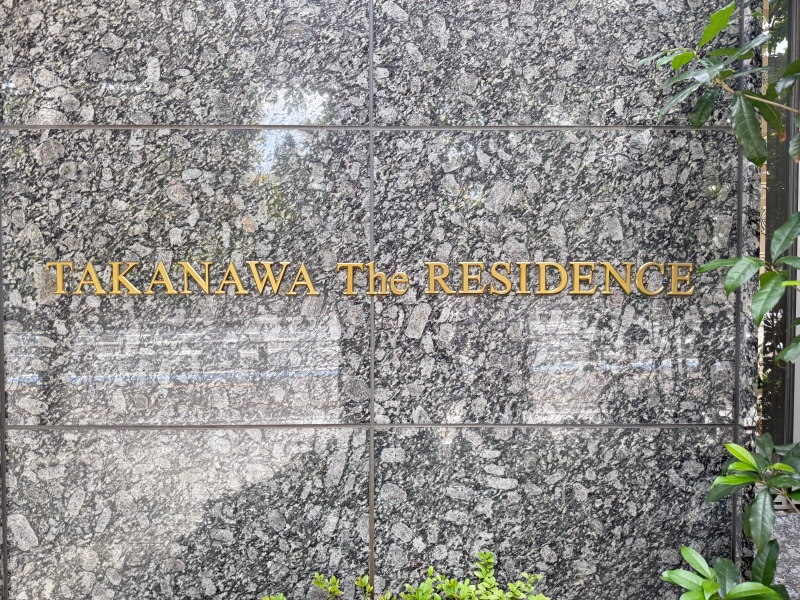 TAKANAWA The RESIDENCE